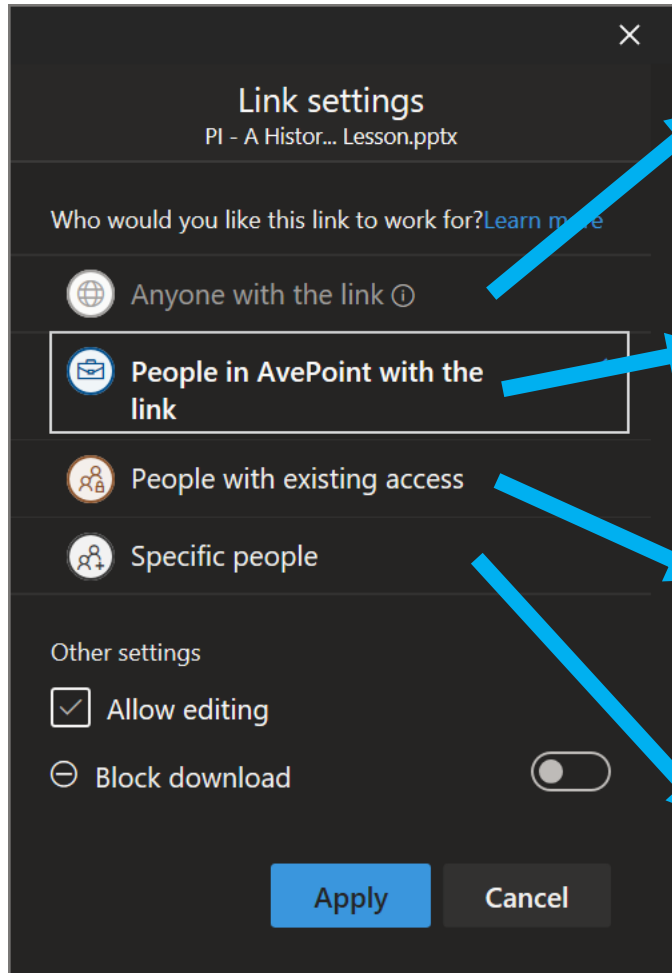 Link settings
PI - A Histor... Lesson.pptx
Who would you like this link to work for?Learn more
Anyone with the link
People in AvePoint with the
link
People with existing access
Specific people
Other settings
Allow editing
Block download
Apply
Cancel